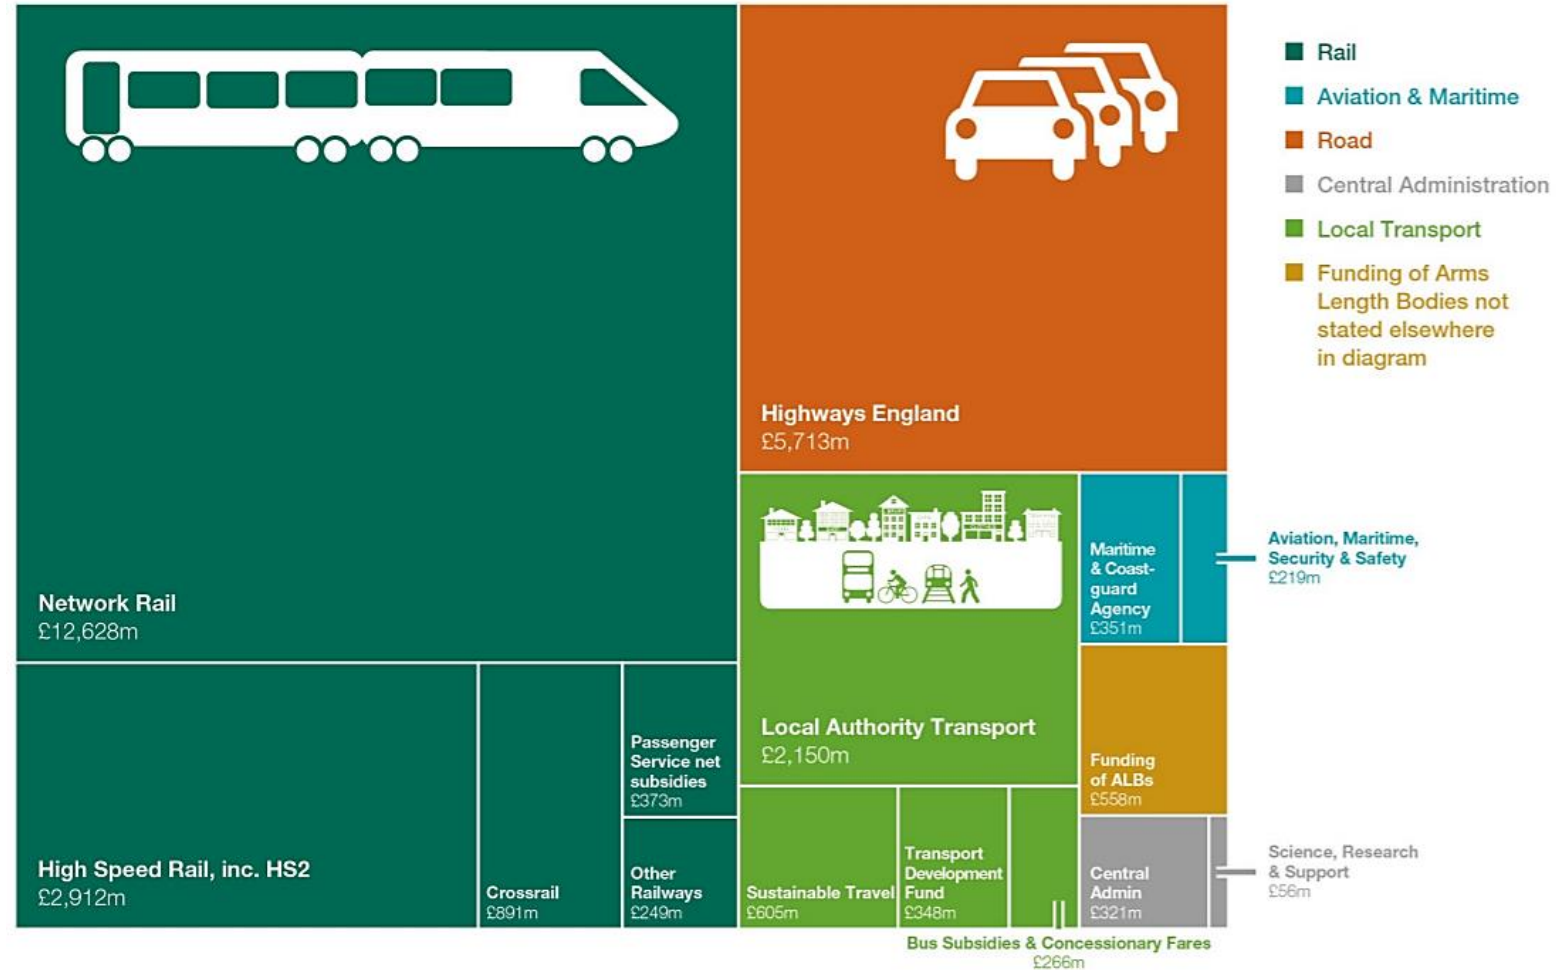 Network Rail
£12,628m
High Speed Rail, inc. HS2
£2,912m
Crossrail
£891m
Passenger
Service net
subsidies
£373m
Other
Railways
£249m
Highways England
£5,713m
Local Authority Transport
£2,150m
Sustainable Travel
£605m
Transport
Development
Fund
£348m
Bus Subsidies & Concessionary Fares
£266m
Maritime
& Coast-
guard
Agency
£351m
Aviation, Maritime,
Security & Safety
£219m
Funding
of ALBs
£558m
Central
Admin
£321m
Science, Research
& Support
£56m
Rail
Aviation & Maritime
Road
Central Administration
Local Transport
Funding of Arms
Length Bodies not
stated elsewhere
in diagram